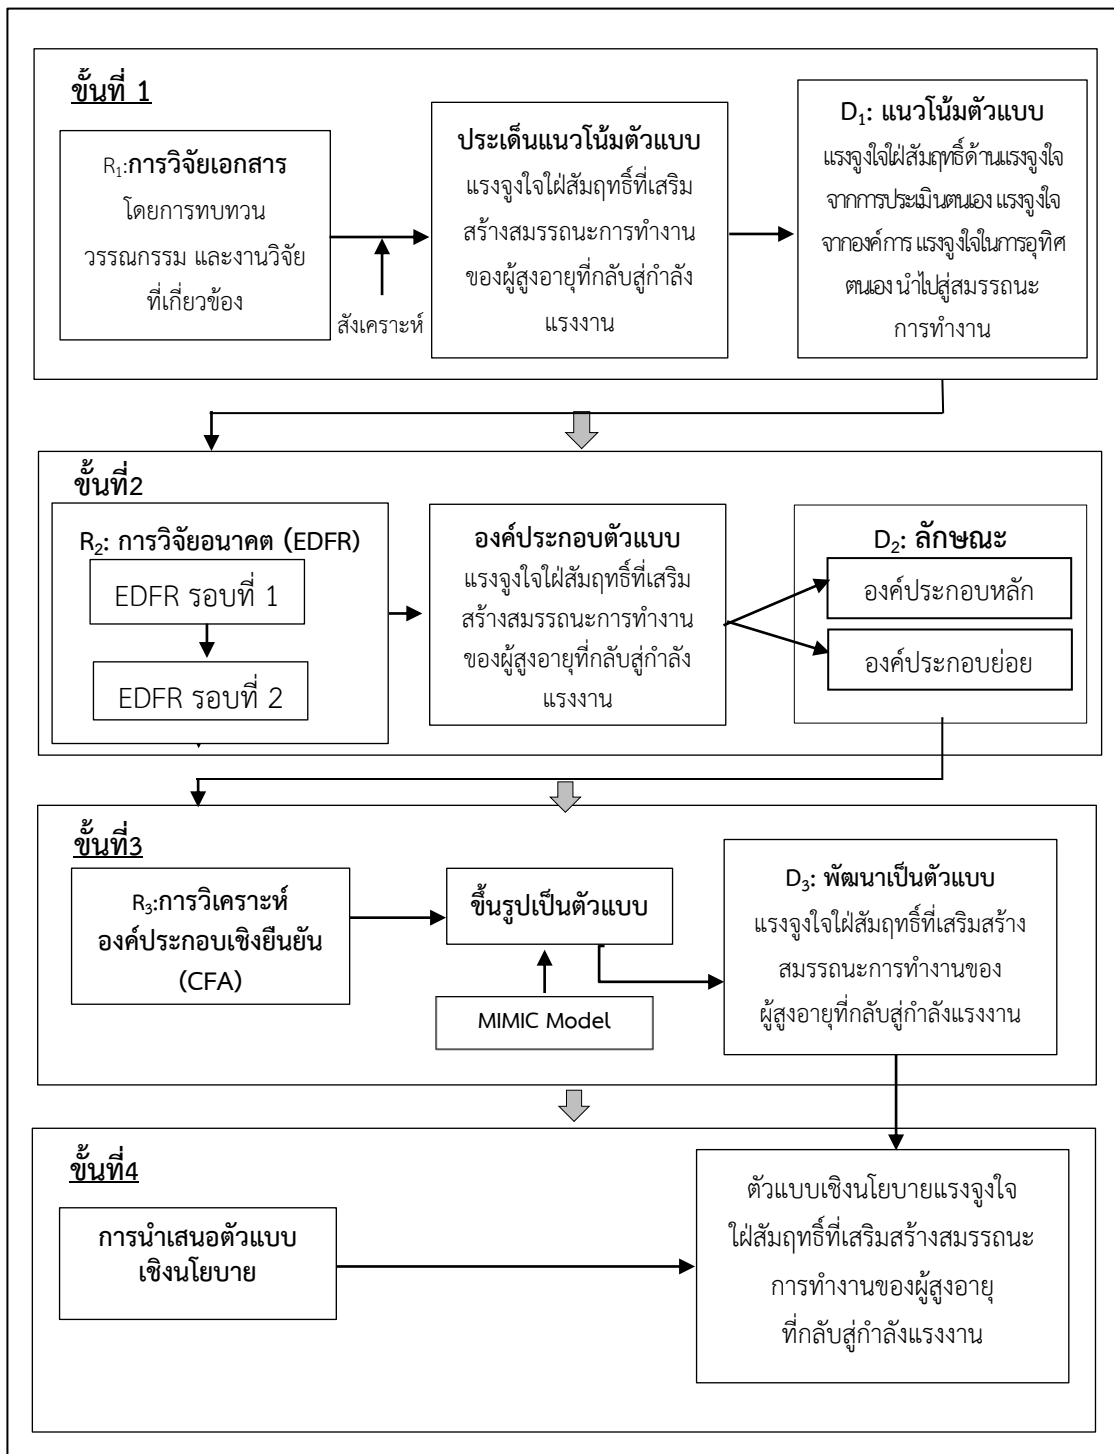 ขั้นที่ 1
R1:การวิจัยเอกสาร
โดยการทบทวน
วรรณกรรม และงานวิจัย
ที่เกี่ยวข้อง
สังเคราะห์
ประเด็นแนวโน้มตัวแบบ
แรงจูงใจใฝ่สัมฤทธิ์ที่เสริม
สร้างสมรรถนะการทำงาน
ของผู้สูงอายุที่กลับสู่กำลัง
แรงงาน
D1: แนวโน้มตัวแบบ
แรงจูงใจใฝ่สัมฤทธิ์ด้านแรงจูงใจ
จากการประเมินตนเอง แรงจูงใจ
จากองค์การ แรงจูงใจในการอุทิศ
ตนเอง นำไปสู่สมรรถนะ
การทำงาน
ขั้นที่2
R2: การวิจัยอนาคต (EDFR)
EDFR รอบที่ 1
EDFR รอบที่ 2
องค์ประกอบตัวแบบ
แรงจูงใจใฝ่สัมฤทธิ์ที่เสริม
สร้างสมรรถนะการทำงาน
ของผู้สูงอายุที่กลับสู่กำลัง
แรงงาน
D2: ลักษณะ
องค์ประกอบหลัก
องค์ประกอบย่อย
ขั้นที่3
R3:การวิเคราะห์
องค์ประกอบเชิงยืนยัน
(CFA)
ขึ้นรูปเป็นตัวแบบ
MIMIC Model
D3: พัฒนาเป็นตัวแบบ
แรงจูงใจใฝ่สัมฤทธิ์ที่เสริมสร้าง
สมรรถนะการทำงานของ
ผู้สูงอายุที่กลับสู่กำลังแรงงาน
ขั้นที่4
การนำเสนอตัวแบบ
เชิงนโยบาย
ตัวแบบเชิงนโยบายแรงจูงใจ
ใฝ่สัมฤทธิ์ที่เสริมสร้างสมรรถนะ
การทำงานของผู้สูงอายุ
ที่กลับสู่กำลังแรงงาน